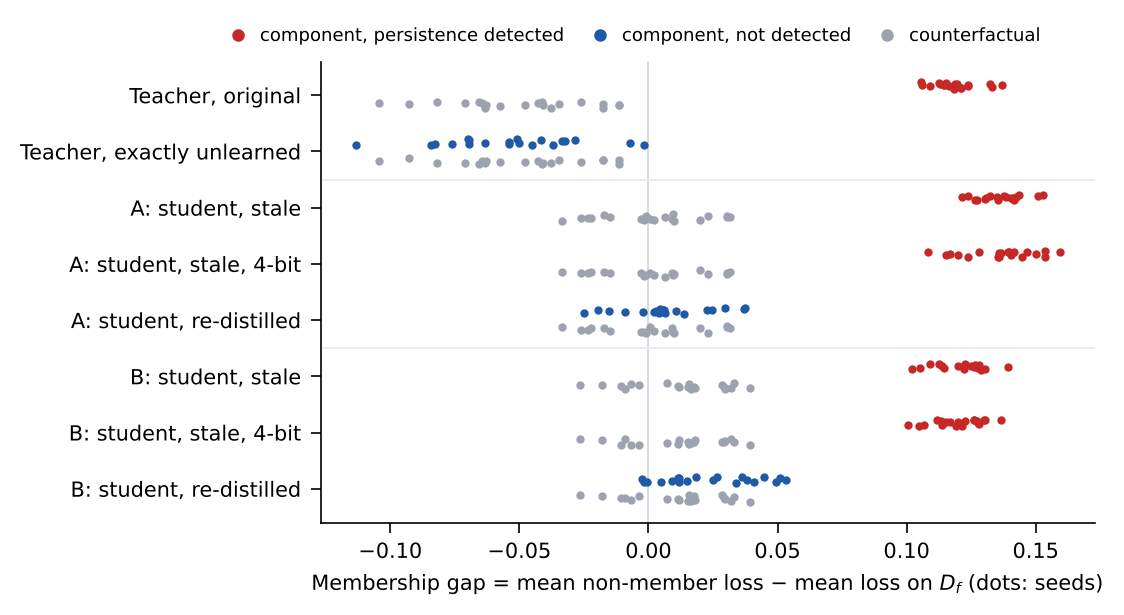 component, persistence detected component, not detected counterfactual
Teacher, original
Teacher, exactly unlearned
A: student, stale
A: student, stale, 4-bit
A: student, re-distilled
B: student, stale
B: student, stale, 4-bit
B: student, re-distilled
−0.10 −0.05 0.00 0.05 0.10 0.15
Membership gap = mean non-member loss − mean loss on D_f (dots: seeds)